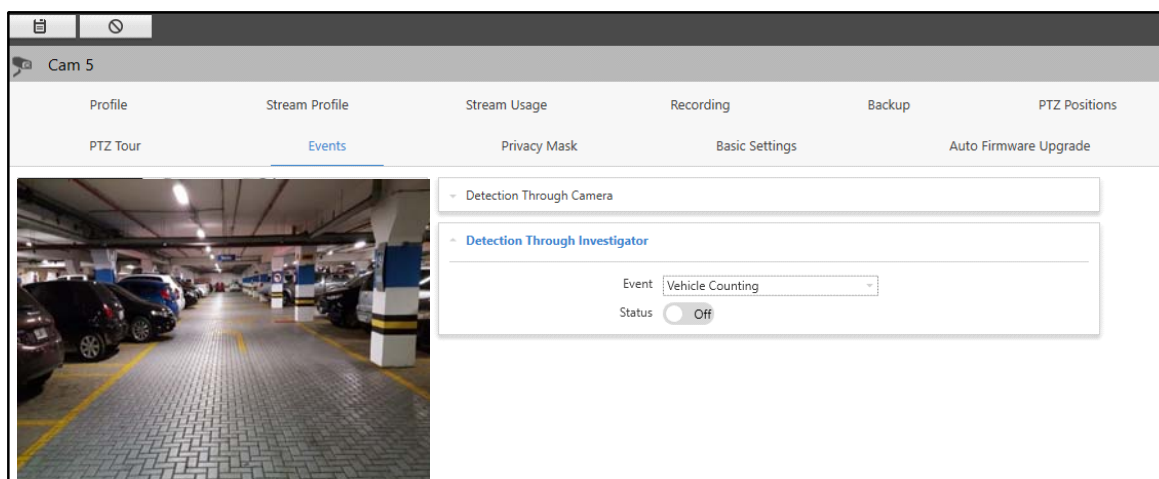 Cam 5
Profile Stream Profile Stream Usage Recording Backup PTZ Positions
PTZ Tour Events Privacy Mask Basic Settings Auto Firmware Upgrade
Detection Through Camera
Detection Through Investigator
Event Vehicle Counting
Status Off